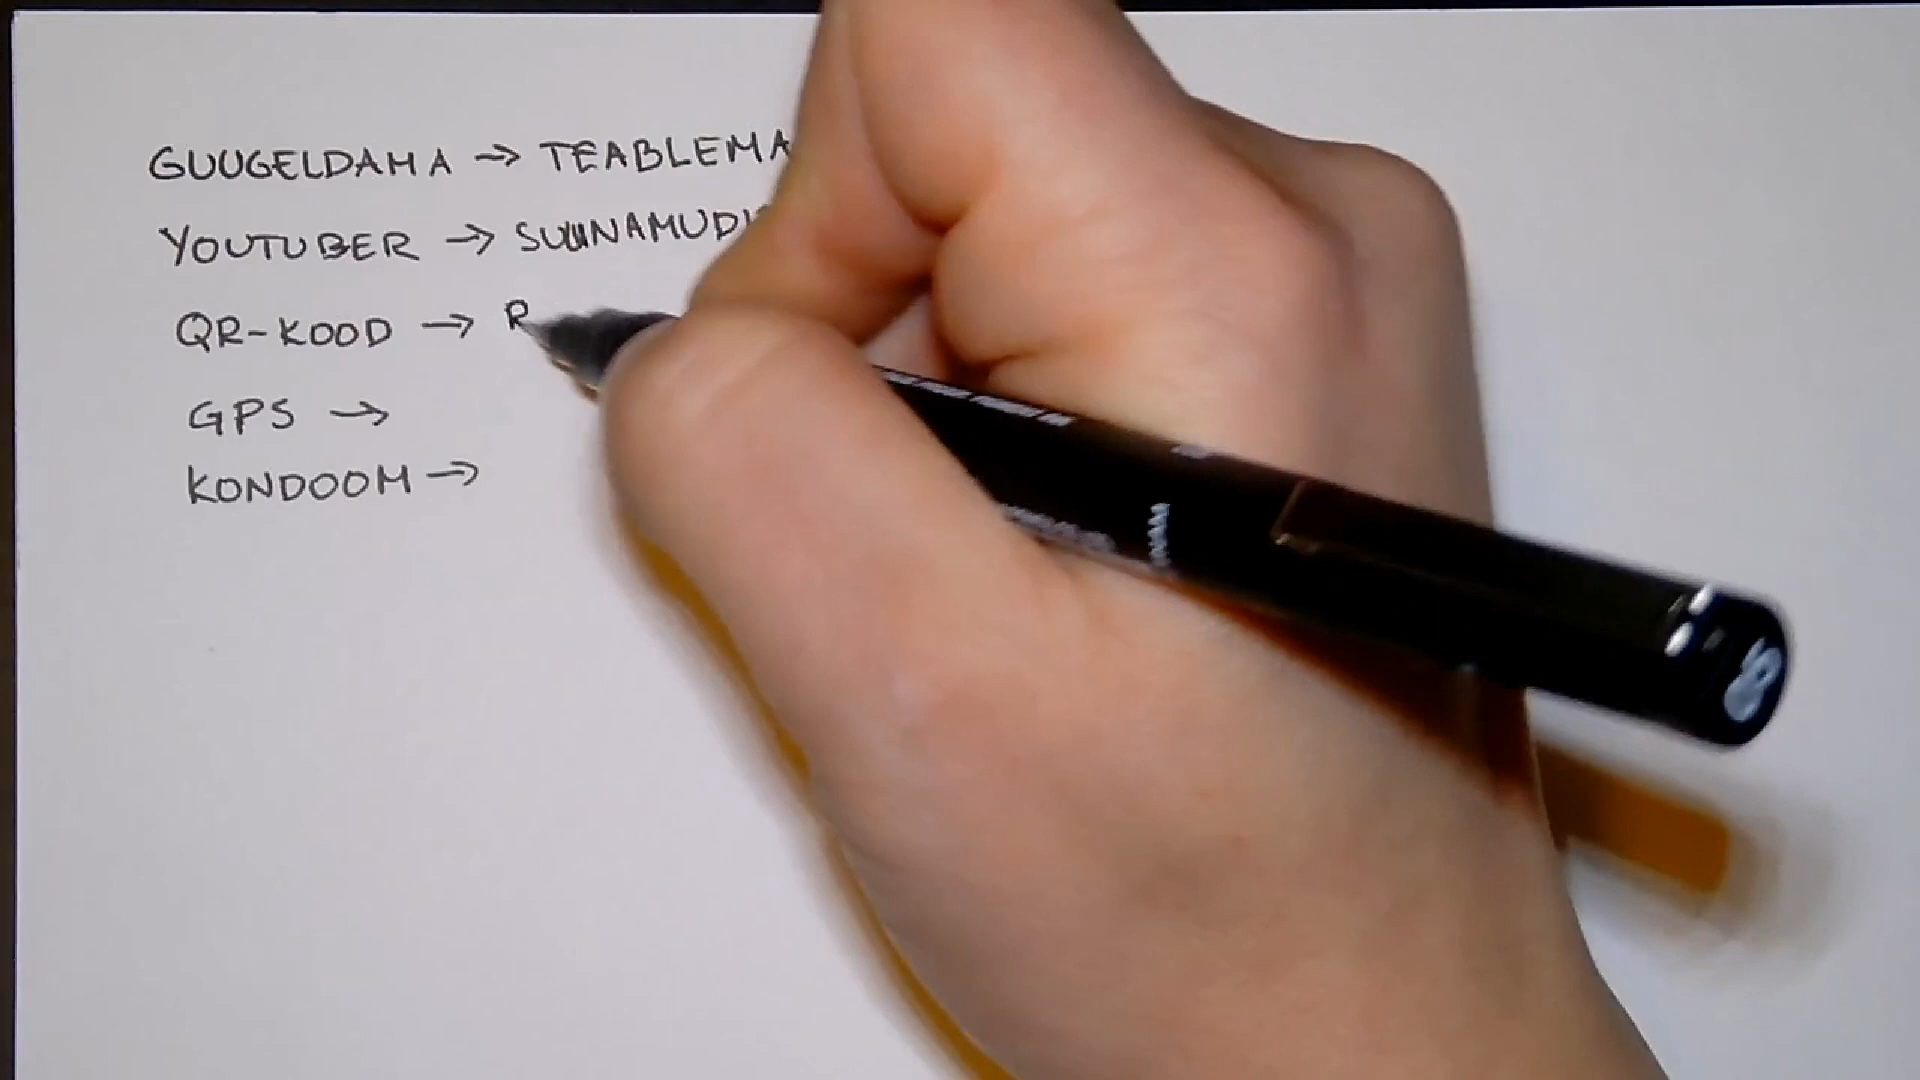 GUUGELDAMA → TEABLEMA
YOUTUBER → SUUNAMUDI
QR-KOOD → R
GPS →
KONDOOM →